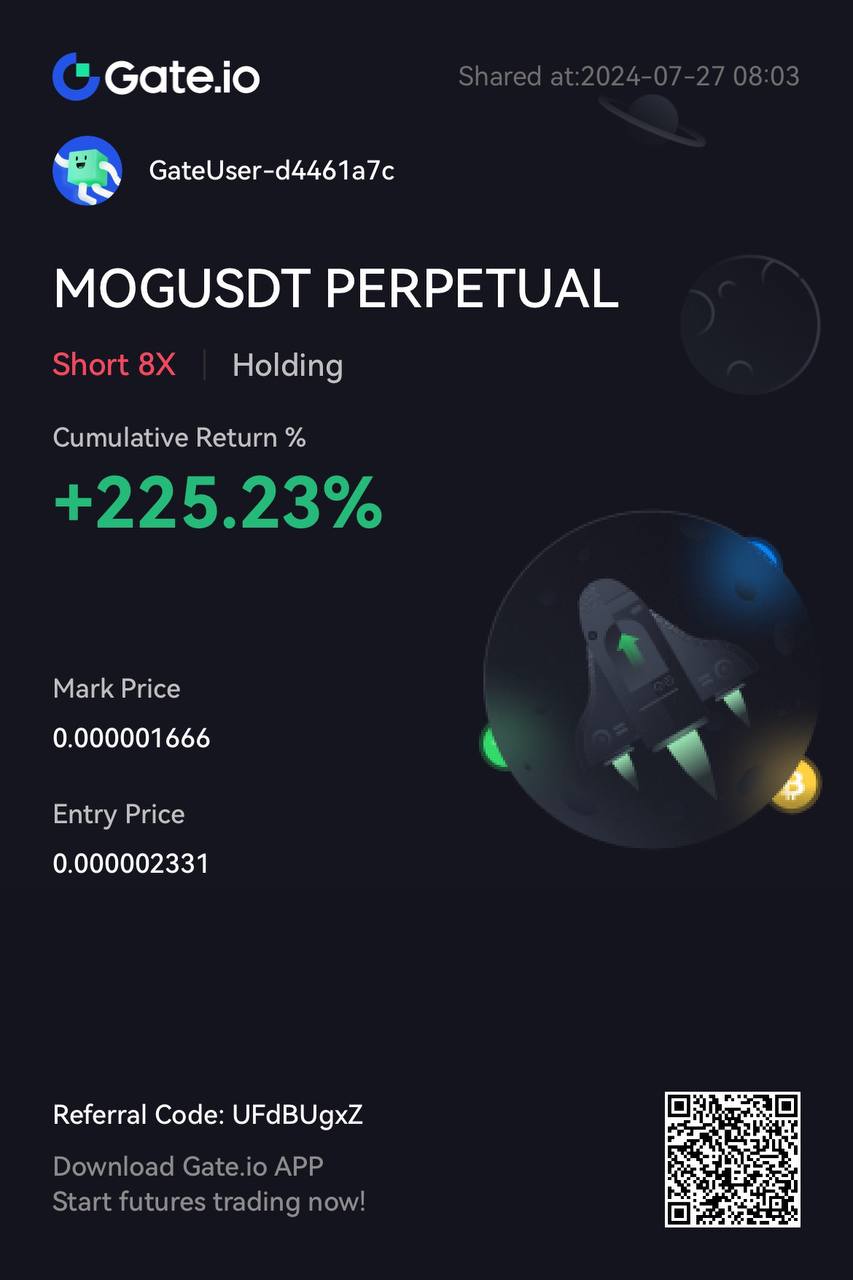 Gate.io
Shared at:2024-07-27 08:03
GateUser-d4461a7c
MOGUSDT PERPETUAL
Short 8X | Holding
Cumulative Return %
+225.23%
Mark Price
0.000001666
Entry Price
0.000002331
Referral Code: UFdBUgxZ
Download Gate.io APP
Start futures trading now!